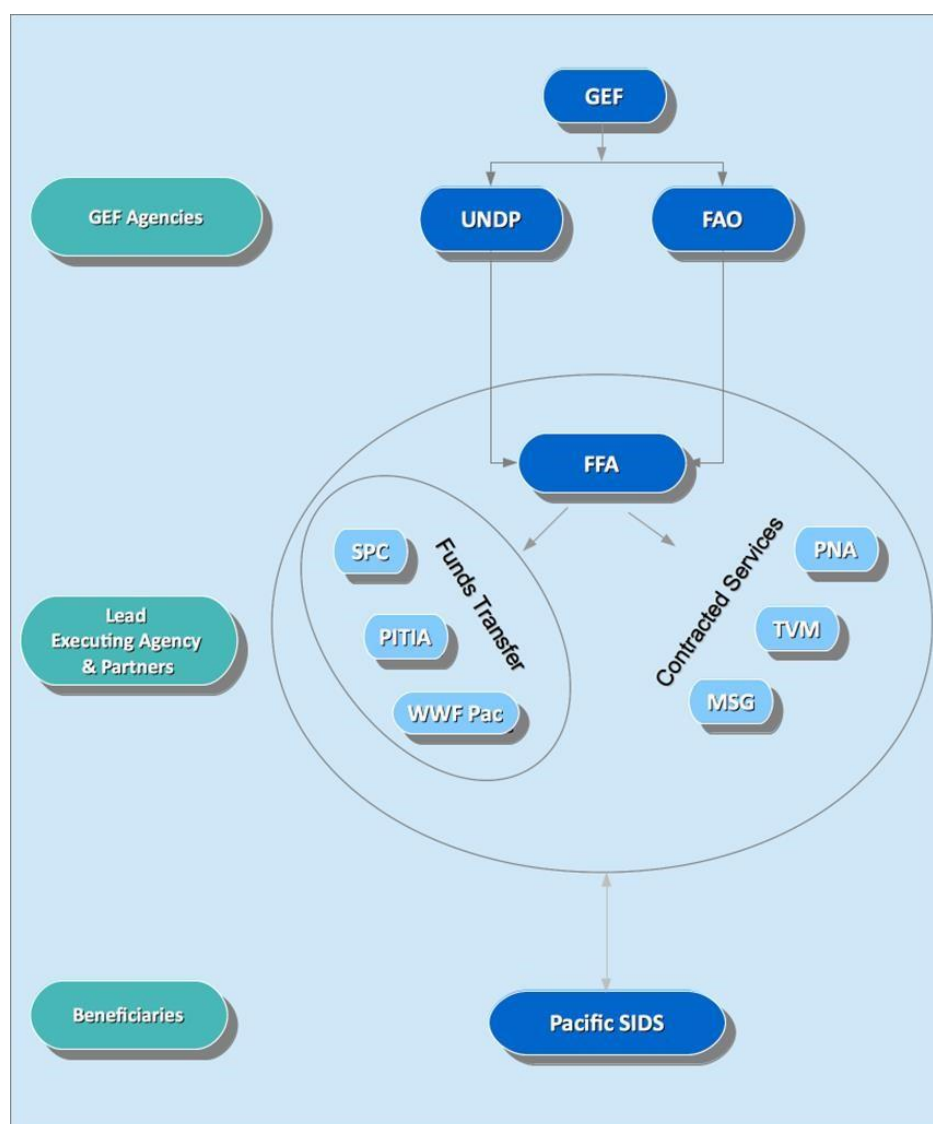 GEF
GEF Agencies
UNDP
FAO
FFA
SPC
PITIA
WWF Pac
Funds Transfer
Contracted Services
PNA
TVM
MSG
Lead
Executing Agency
& Partners
Beneficiaries
Pacific SIDS